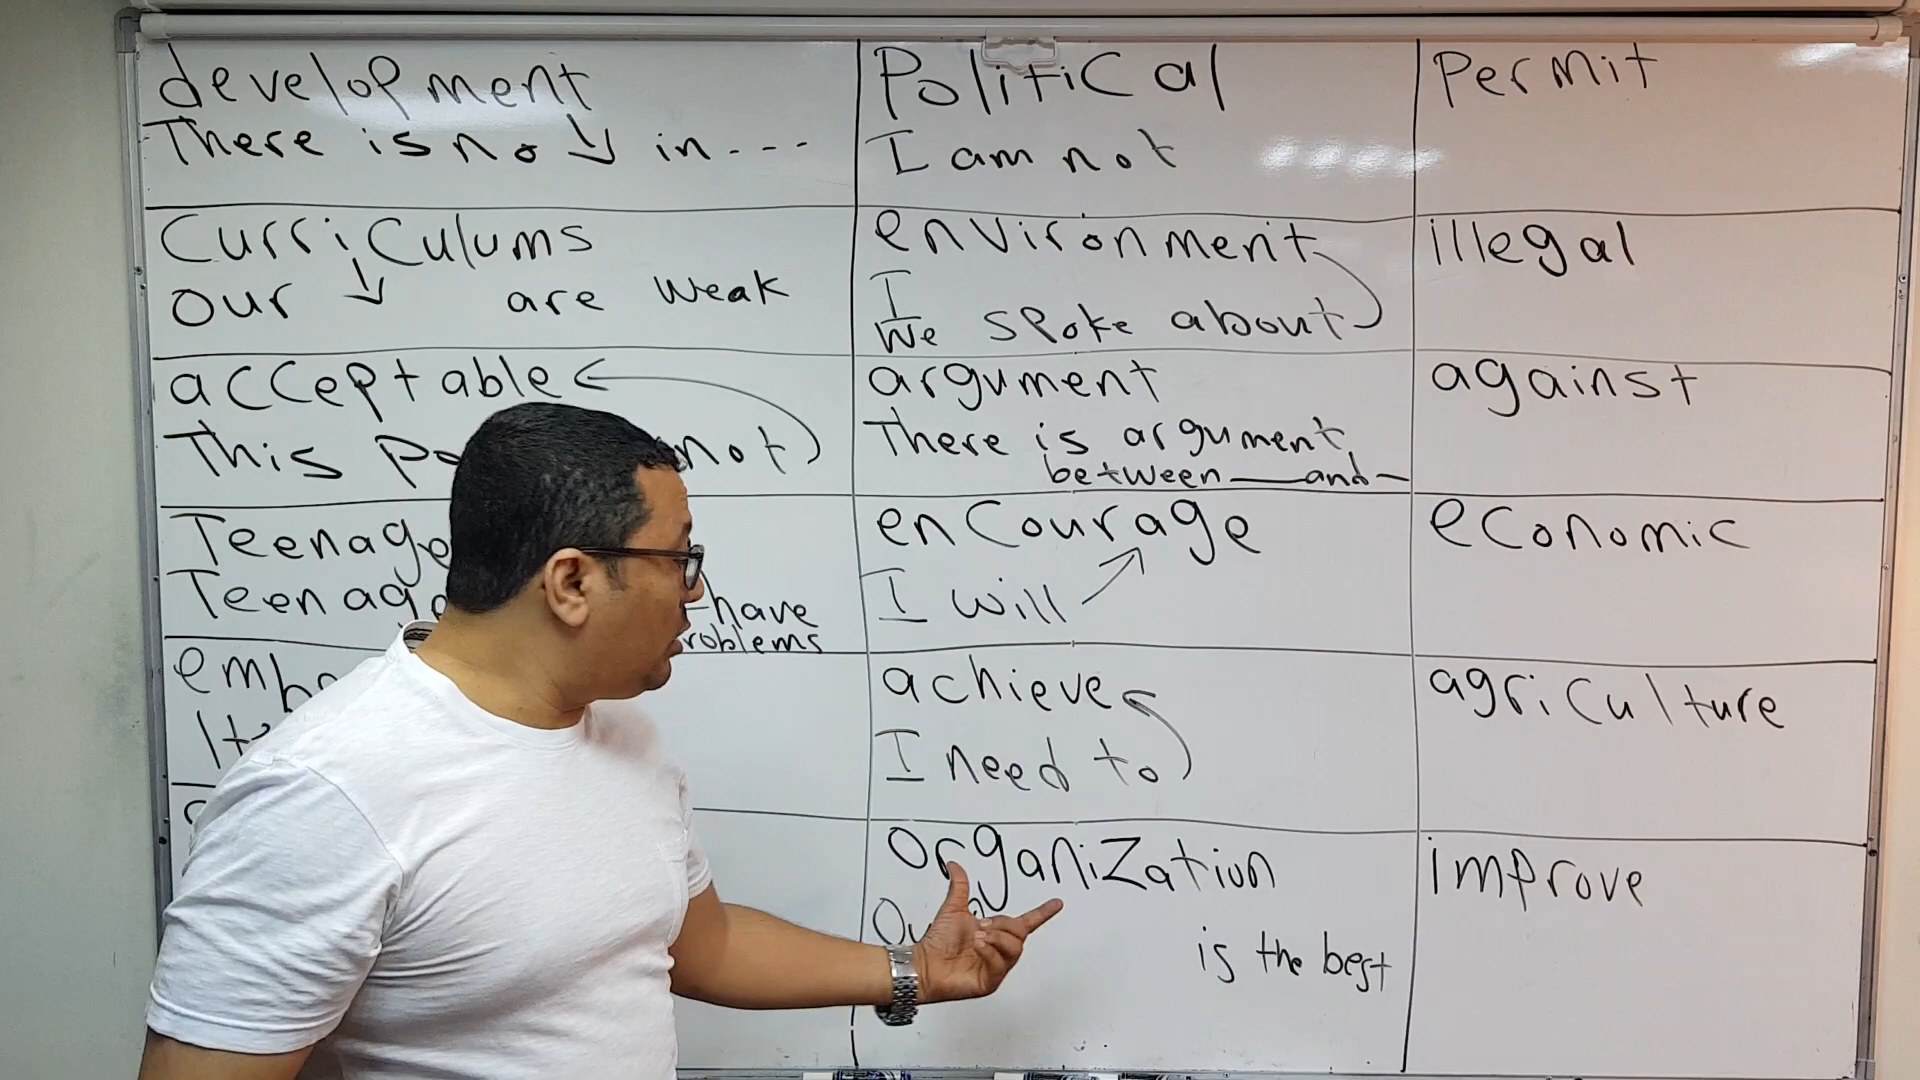 development
There is no ↓ in ---
Curriculums
our ↓ are weak
acceptable
This not
Teenage
have
problems
Political
I am not
environment
I
We spoke about
argument
There is argument
between ___ and _
encourage
I will
achieve
I need to
organization
is the best
Permit
illegal
against
economic
agriculture
improve